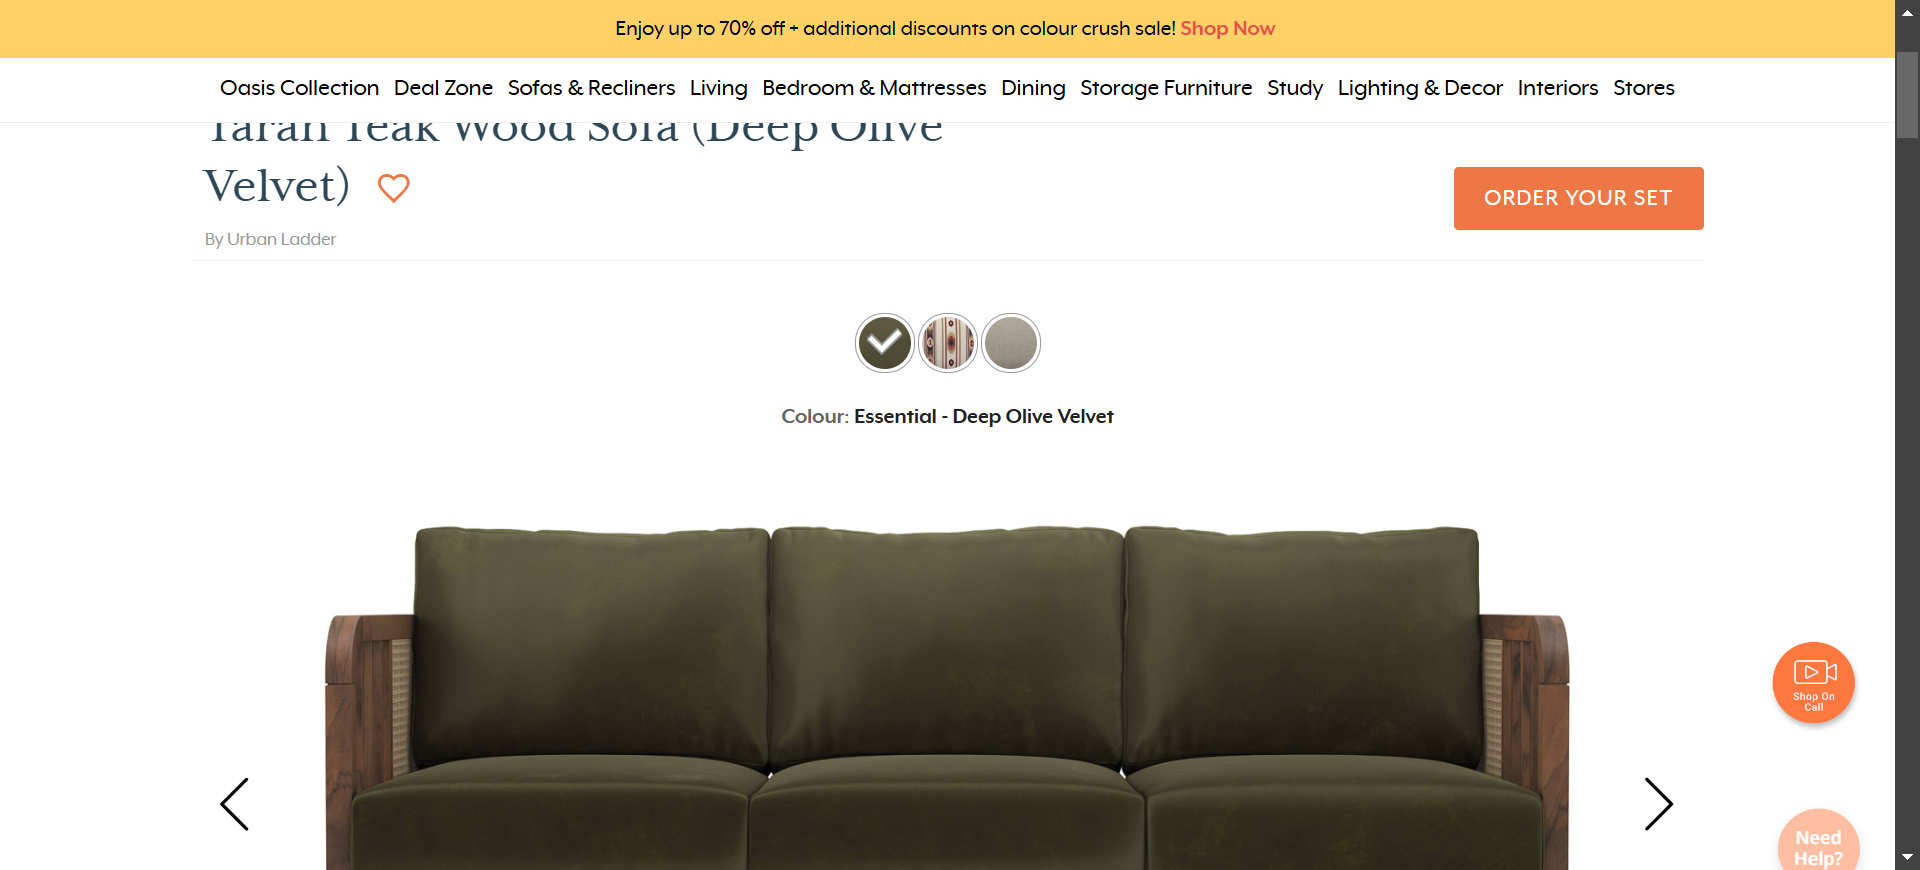 Enjoy up to 70% off + additional discounts on colour crush sale! Shop Now
Oasis Collection Deal Zone Sofas & Recliners Living Bedroom & Mattresses Dining Storage Furniture Study Lighting & Decor Interiors Stores
Taran Teak Wood Sofa (Deep Olive
Velvet)
ORDER YOUR SET
By Urban Ladder
Colour: Essential - Deep Olive Velvet
Shop On
Call
Need
Help?